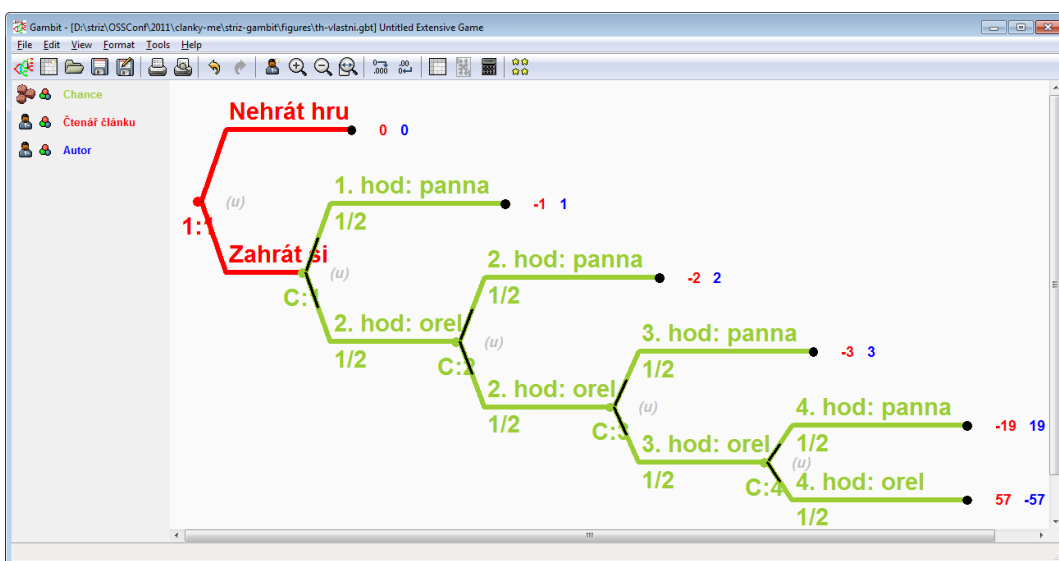 Gambit - [D:\striz\OSSConf\2011\clanky-me\striz-gambit\figures\th-vlastni.gbt] Untitled Extensive Game
File Edit View Format Tools Help
Chance
Čtenář článku
Autor
Nehrát hru
0 0
1:1
(u)
Zahrát si
1. hod: panna
1/2
-1 1
C:1
(u)
2. hod: orel
1/2
2. hod: panna
1/2
-2 2
C:2
(u)
2. hod: orel
1/2
3. hod: panna
1/2
-3 3
C:3
(u)
3. hod: orel
1/2
4. hod: panna
1/2
-19 19
C:4
(u)
4. hod: orel
1/2
57 -57